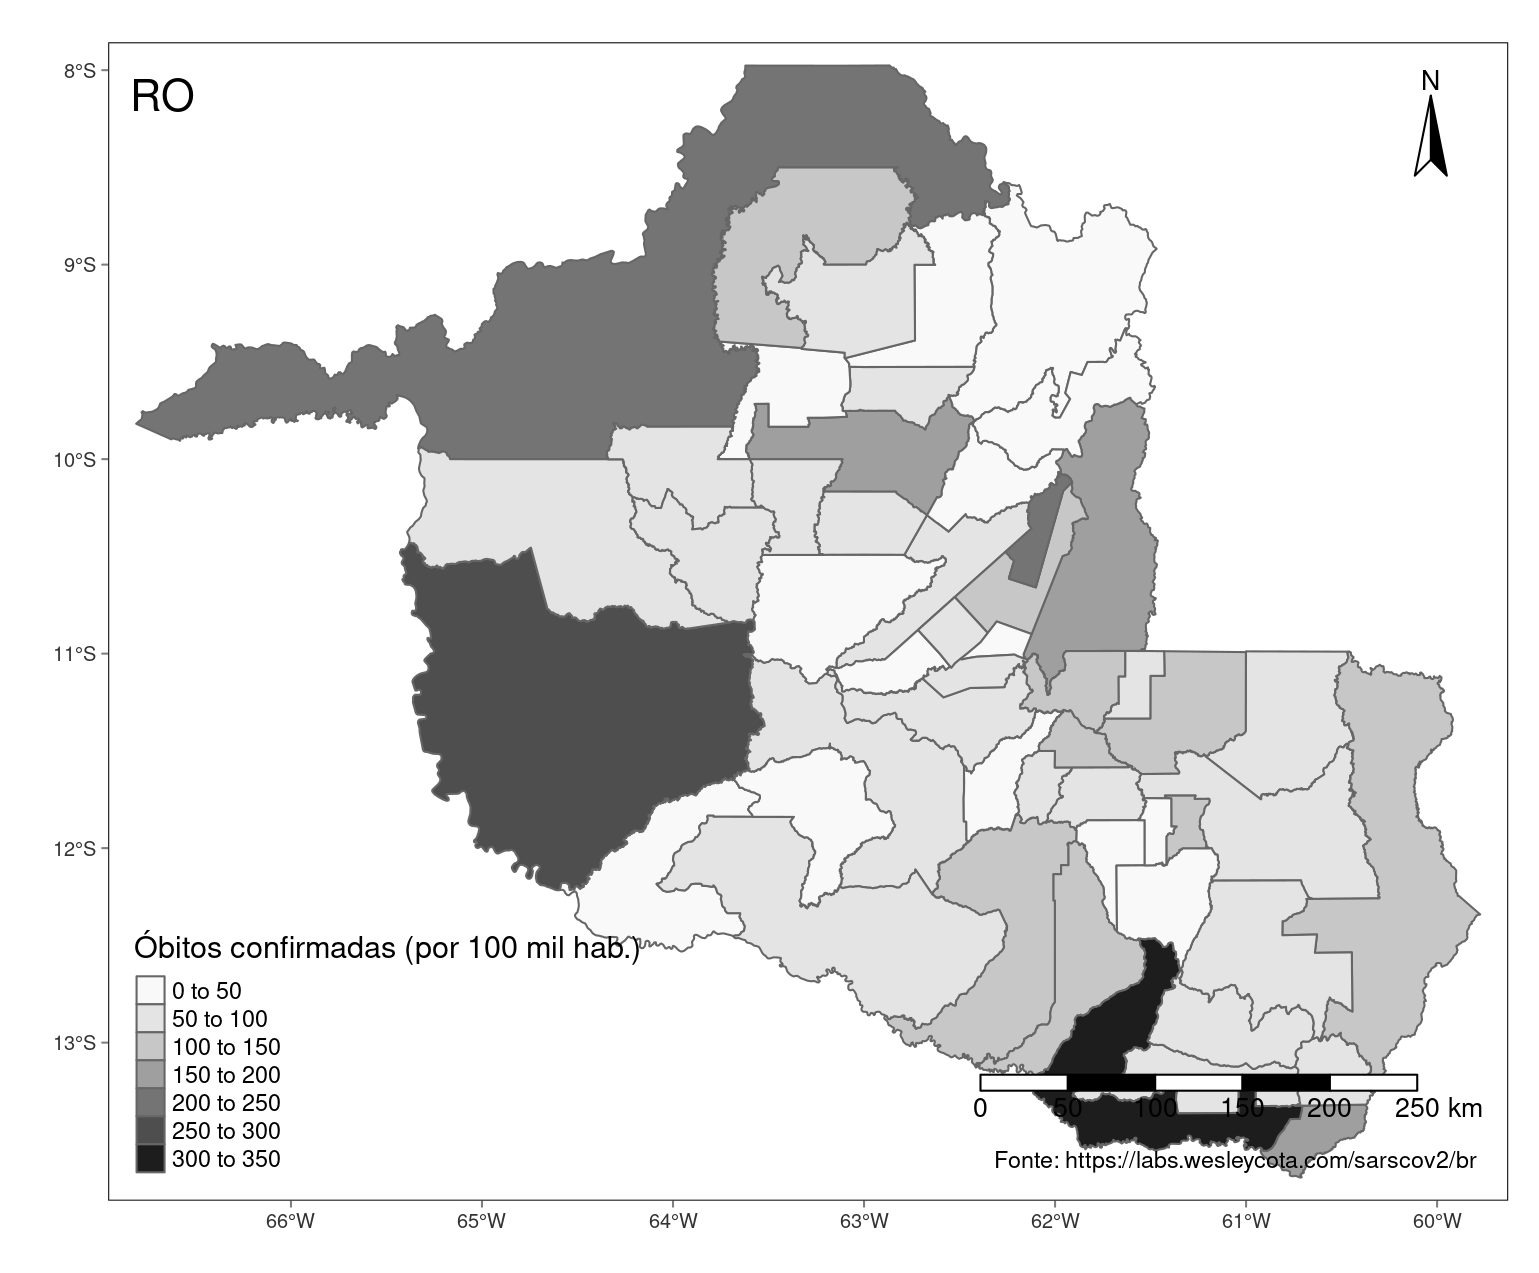 RO
N
8°S
9°S
10°S
11°S
12°S
13°S
Óbitos confirmadas (por 100 mil hab.)
0 to 50
50 to 100
100 to 150
150 to 200
200 to 250
250 to 300
300 to 350
0 50 100 150 200 250 km
Fonte: https://labs.wesleycota.com/sarscov2/br
66°W 65°W 64°W 63°W 62°W 61°W 60°W